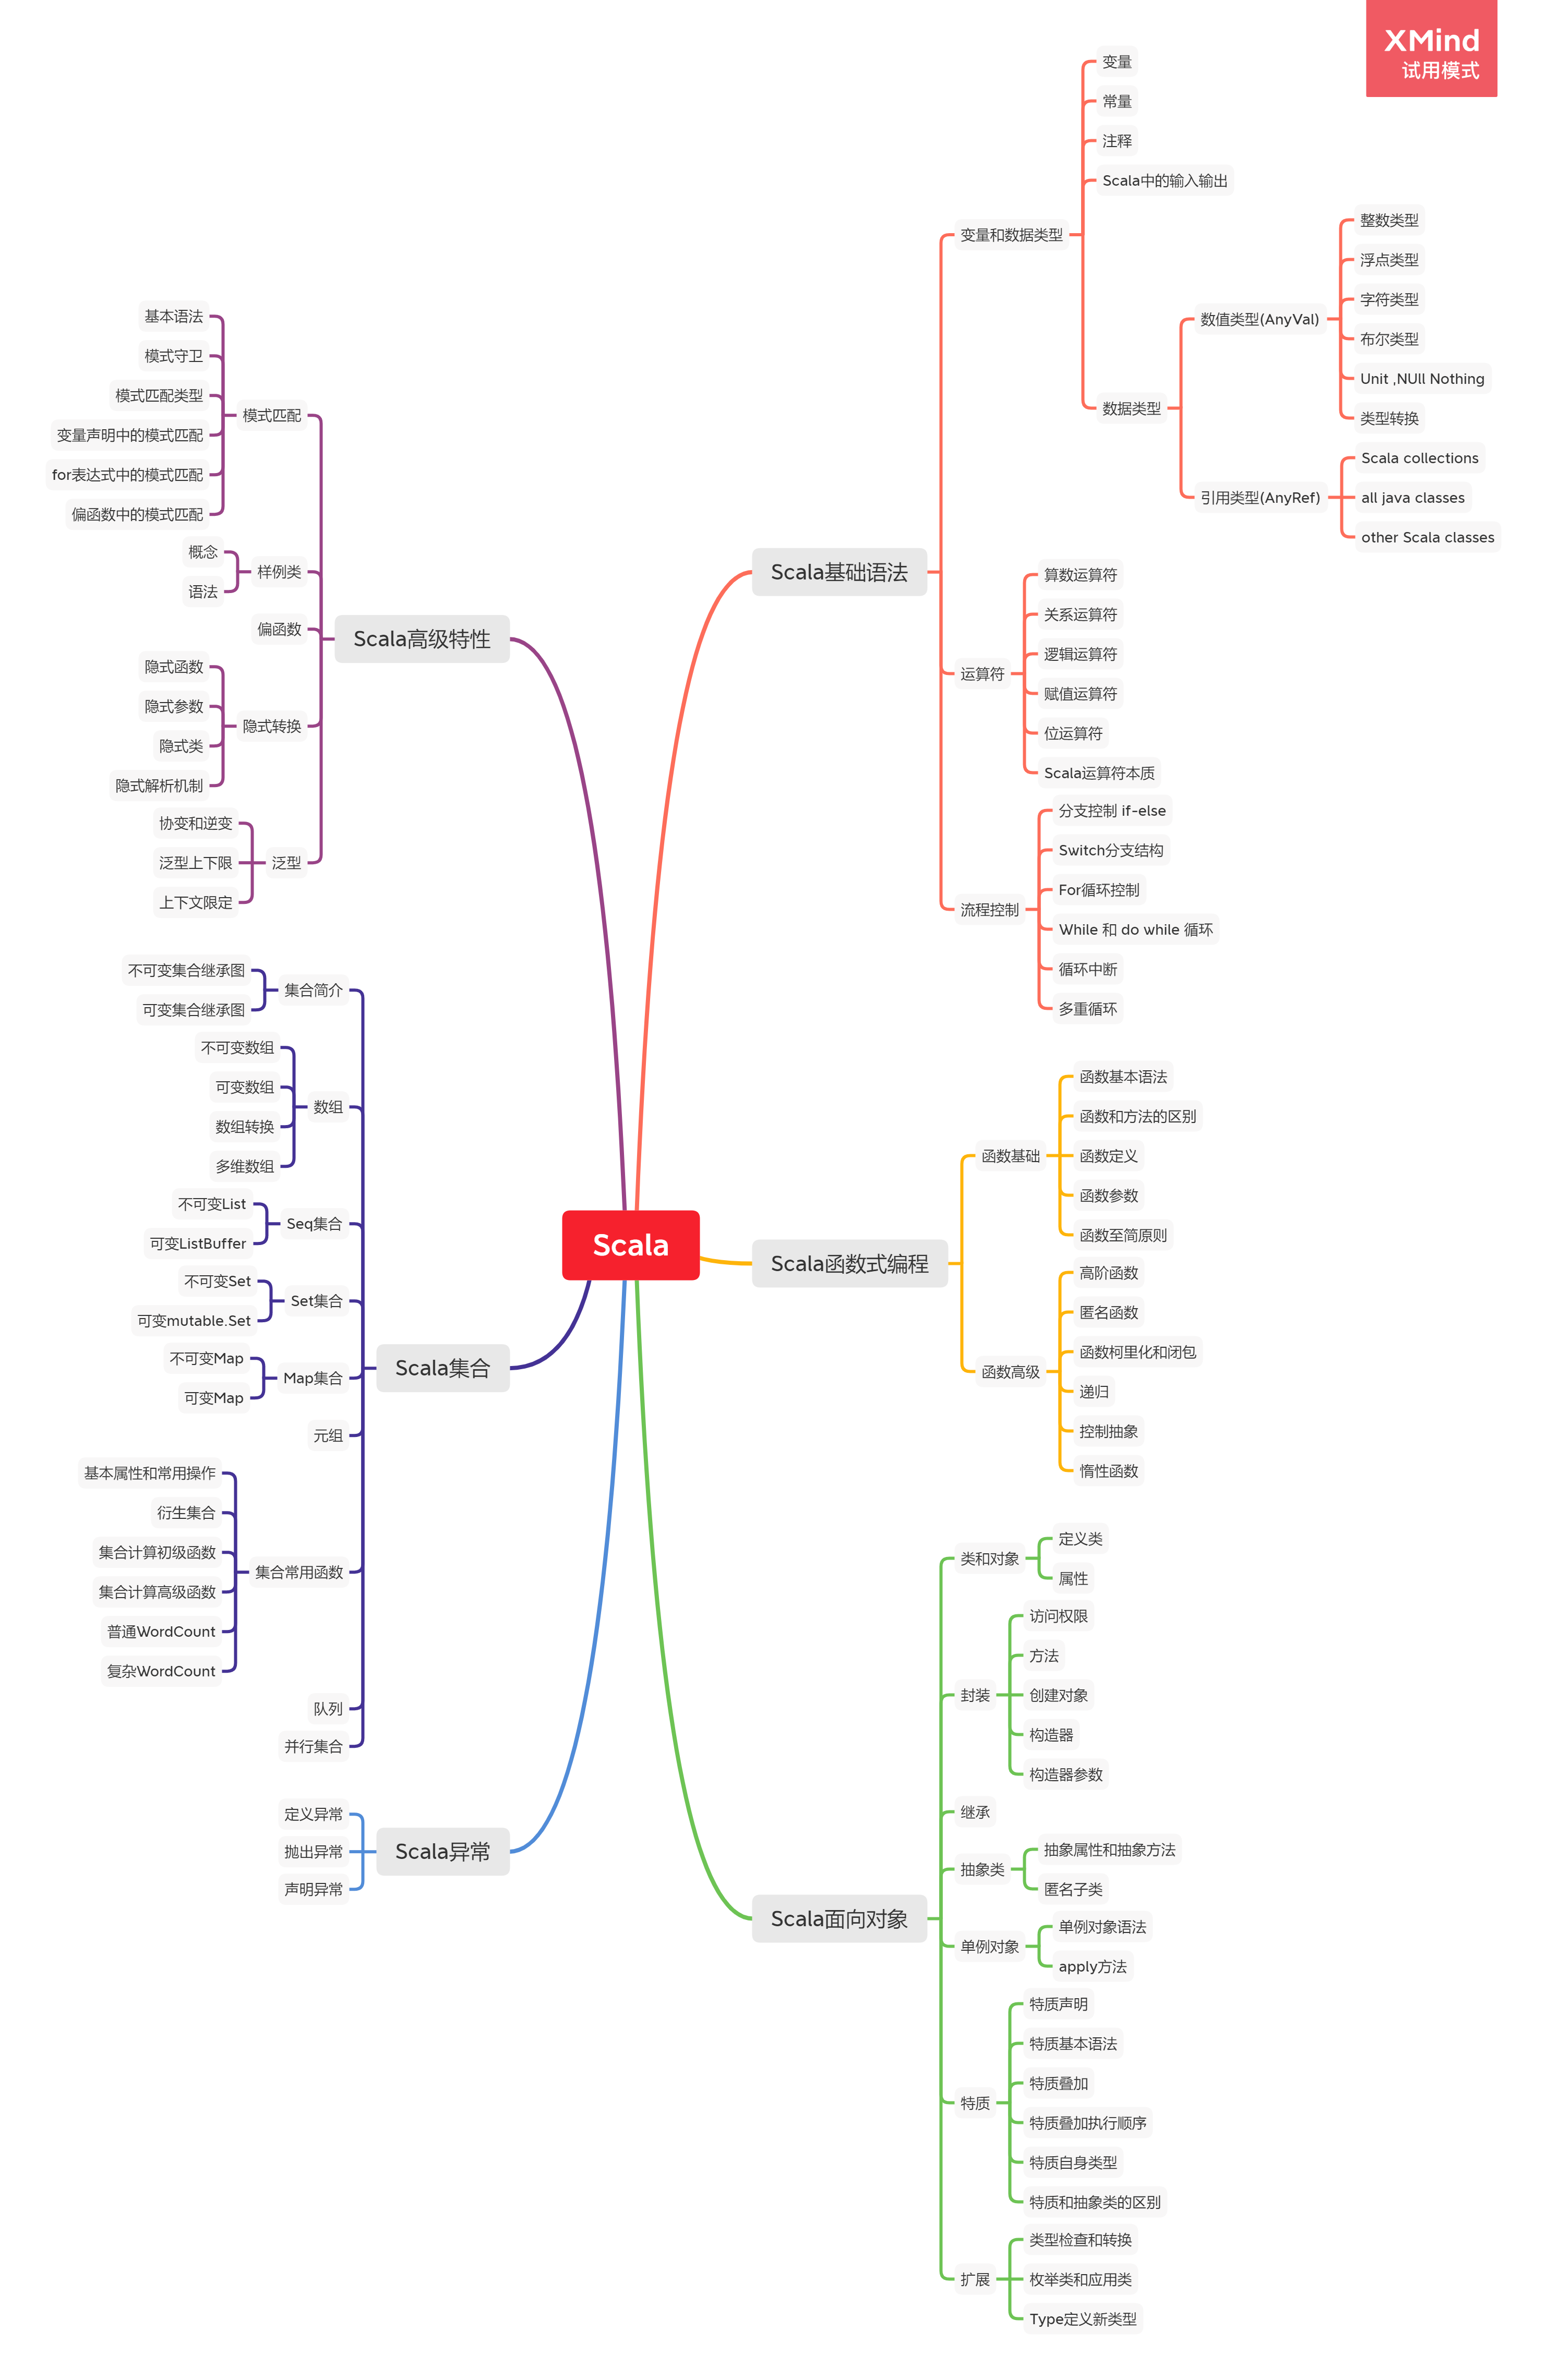 XMind
试用模式
Scala
Scala基础语法
变量和数据类型
变量
常量
注释
Scala中的输入输出
数据类型
数值类型(AnyVal)
整数类型
浮点类型
字符类型
布尔类型
Unit ,NUll Nothing
类型转换
引用类型(AnyRef)
Scala collections
all java classes
other Scala classes
运算符
算数运算符
关系运算符
逻辑运算符
赋值运算符
位运算符
Scala运算符本质
流程控制
分支控制 if-else
Switch分支结构
For循环控制
While 和 do while 循环
循环中断
多重循环
Scala函数式编程
函数基础
函数基本语法
函数和方法的区别
函数定义
函数参数
函数至简原则
函数高级
高阶函数
匿名函数
函数柯里化和闭包
递归
控制抽象
惰性函数
Scala面向对象
类和对象
定义类
属性
封装
访问权限
方法
创建对象
构造器
构造器参数
继承
抽象类
抽象属性和抽象方法
匿名子类
单例对象
单例对象语法
apply方法
特质
特质声明
特质基本语法
特质叠加
特质叠加执行顺序
特质自身类型
特质和抽象类的区别
扩展
类型检查和转换
枚举类和应用类
Type定义新类型
Scala高级特性
模式匹配
基本语法
模式守卫
模式匹配类型
变量声明中的模式匹配
for表达式中的模式匹配
偏函数中的模式匹配
样例类
概念
语法
偏函数
隐式转换
隐式函数
隐式参数
隐式类
隐式解析机制
泛型
协变和逆变
泛型上下限
上下文限定
Scala集合
集合简介
不可变集合继承图
可变集合继承图
数组
不可变数组
可变数组
数组转换
多维数组
Seq集合
不可变List
可变ListBuffer
Set集合
不可变Set
可变mutable.Set
Map集合
不可变Map
可变Map
元组
集合常用函数
基本属性和常用操作
衍生集合
集合计算初级函数
集合计算高级函数
普通WordCount
复杂WordCount
队列
并行集合
Scala异常
定义异常
抛出异常
声明异常